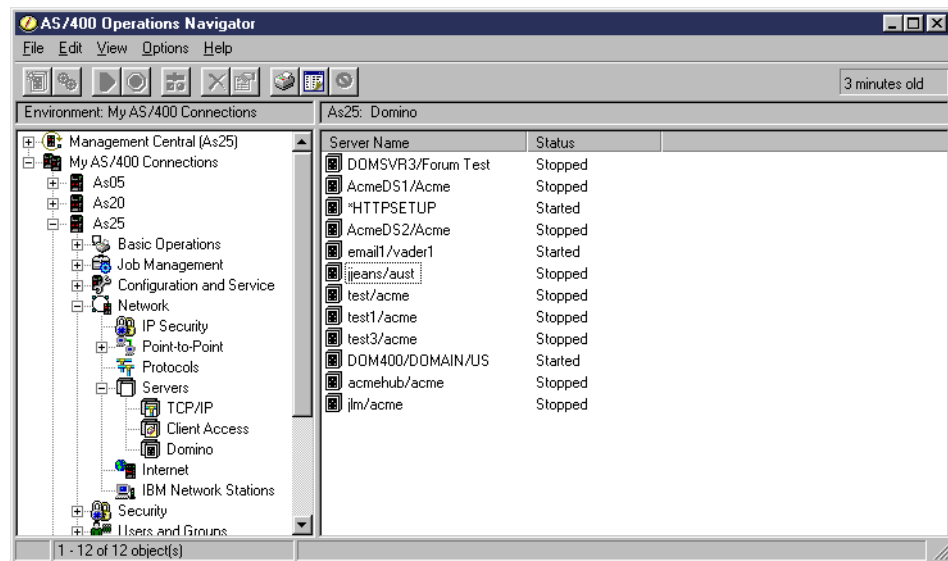 AS/400 Operations Navigator
File Edit View Options Help
3 minutes old
Environment: My AS/400 Connections
As25: Domino
Management Central (As25)
My AS/400 Connections
As05
As20
As25
Basic Operations
Job Management
Configuration and Service
Network
IP Security
Point-to-Point
Protocols
Servers
TCP/IP
Client Access
Domino
Internet
IBM Network Stations
Security
Users and Groups
Server Name Status
DOMSVR3/Forum Test Stopped
AcmeDS1/Acme Stopped
*HTTPSETUP Started
AcmeDS2/Acme Stopped
email1/vader1 Started
jjeans/aust Stopped
test/acme Stopped
test1/acme Stopped
test3/acme Stopped
DOM400/DOMAIN/US Started
acmehub/acme Stopped
jlm/acme Stopped
1 - 12 of 12 object(s)